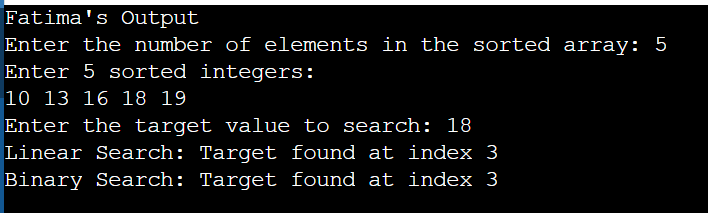 Fatima's Output
Enter the number of elements in the sorted array: 5
Enter 5 sorted integers:
10 13 16 18 19
Enter the target value to search: 18
Linear Search: Target found at index 3
Binary Search: Target found at index 3